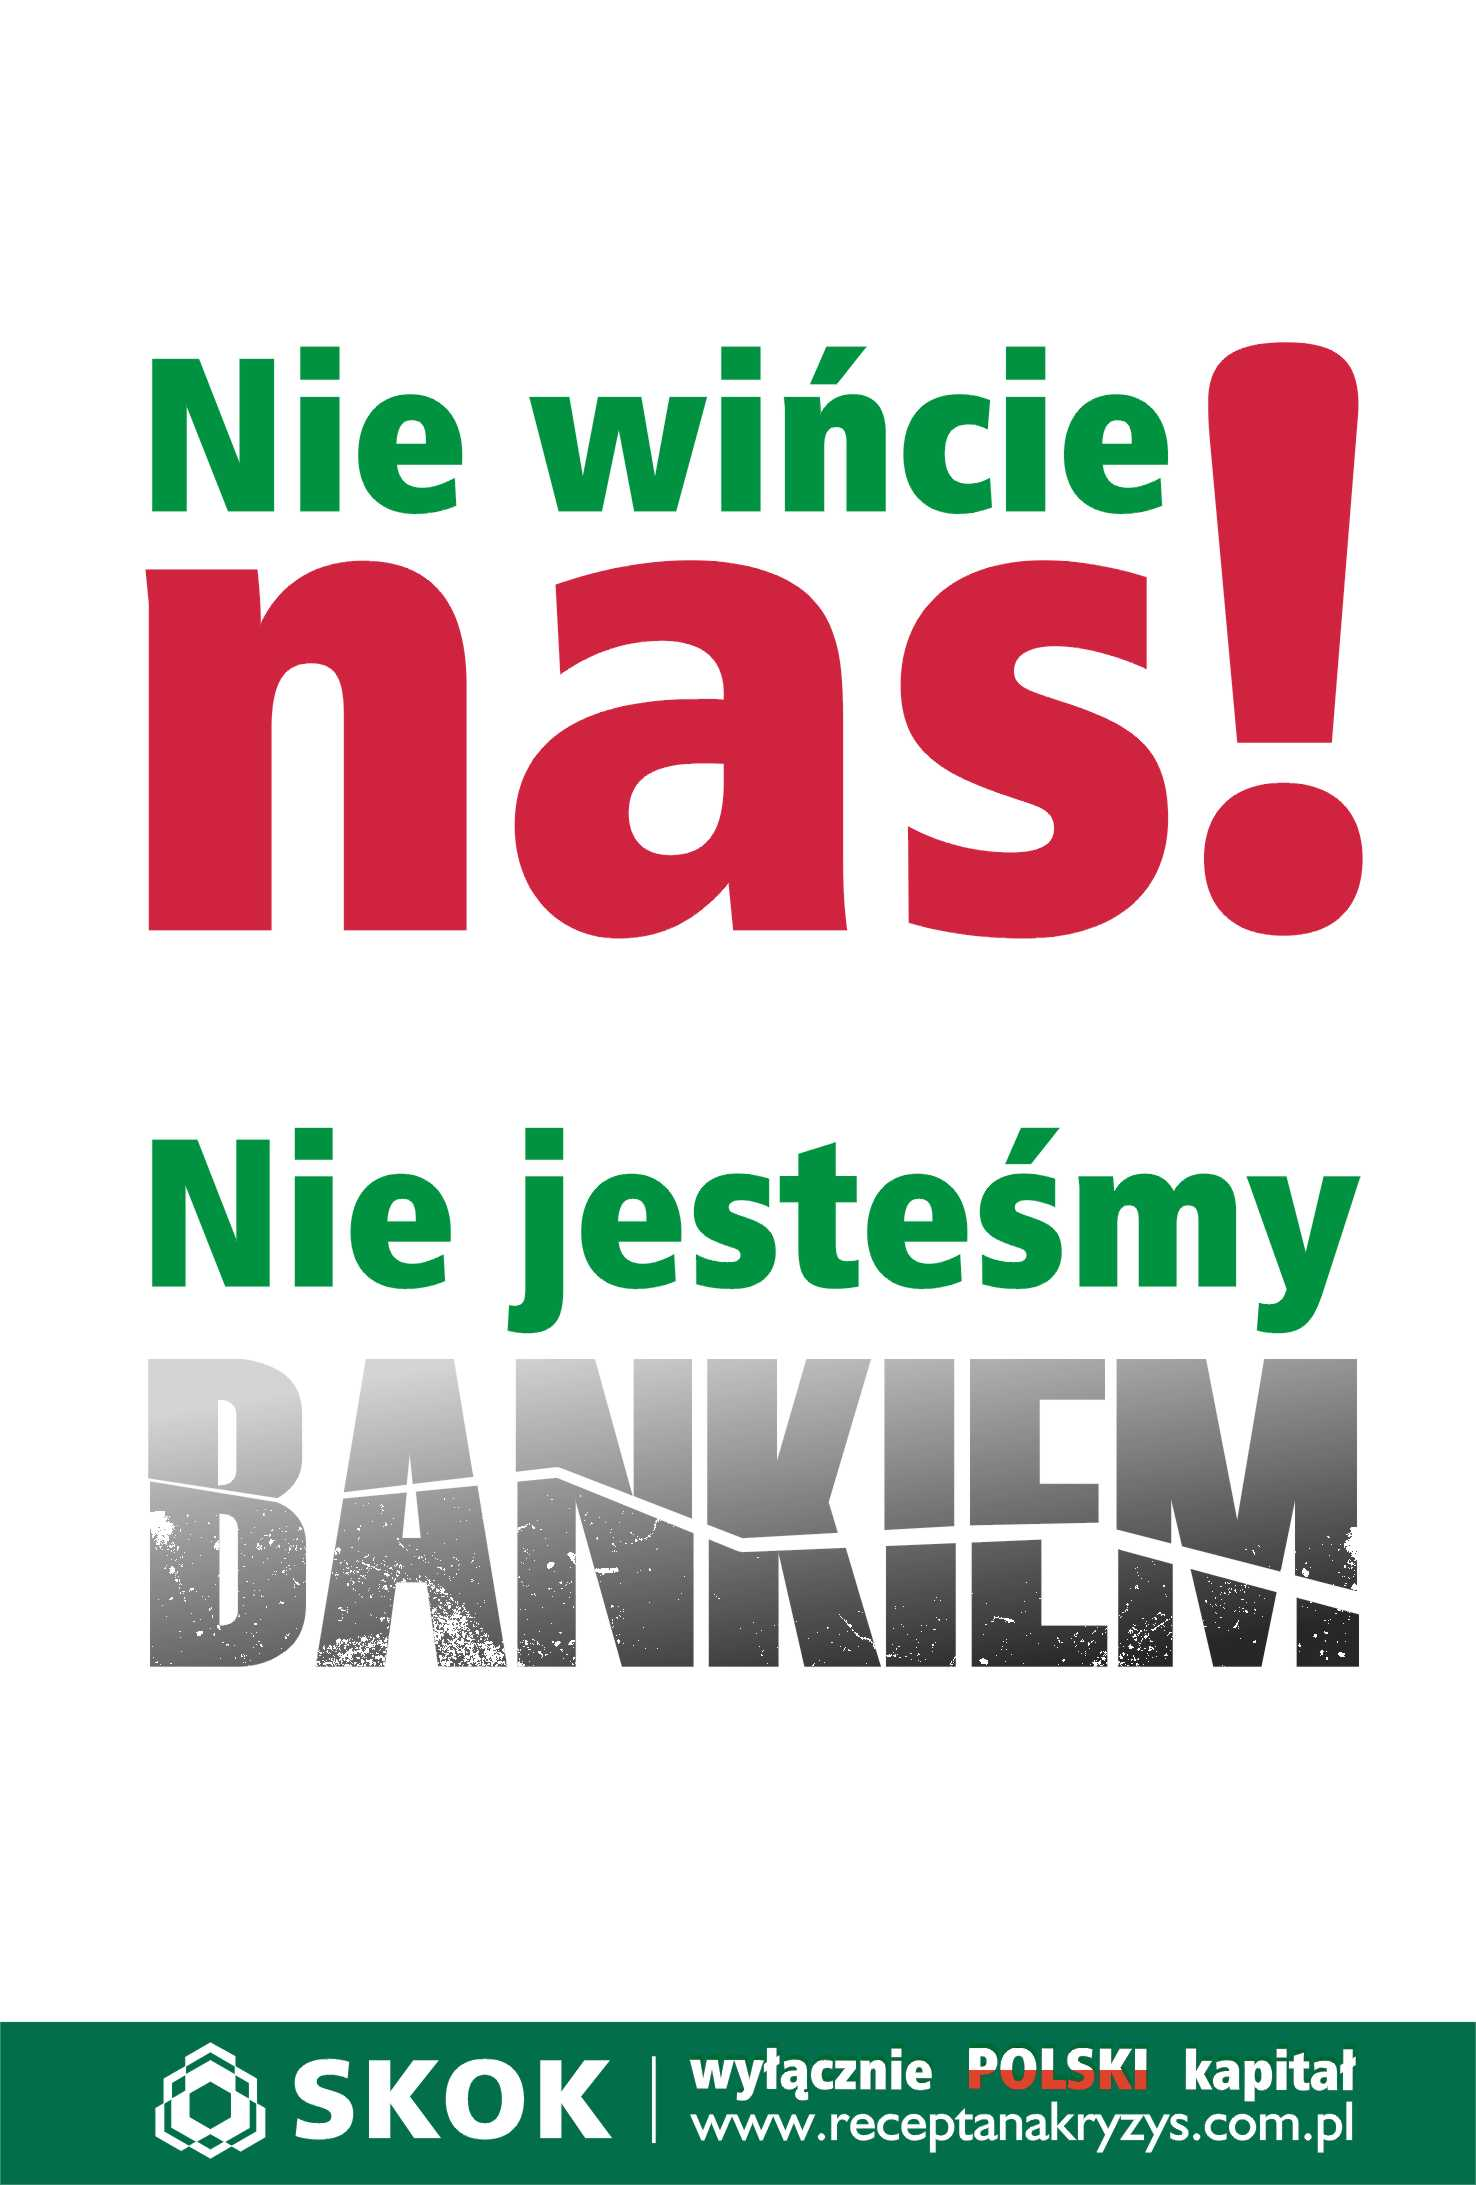 Nie wińcie
nas!
Nie jesteśmy
BANKIEM
SKOK
wyłącznie POLSKI kapitał
www.receptanakryzys.com.pl